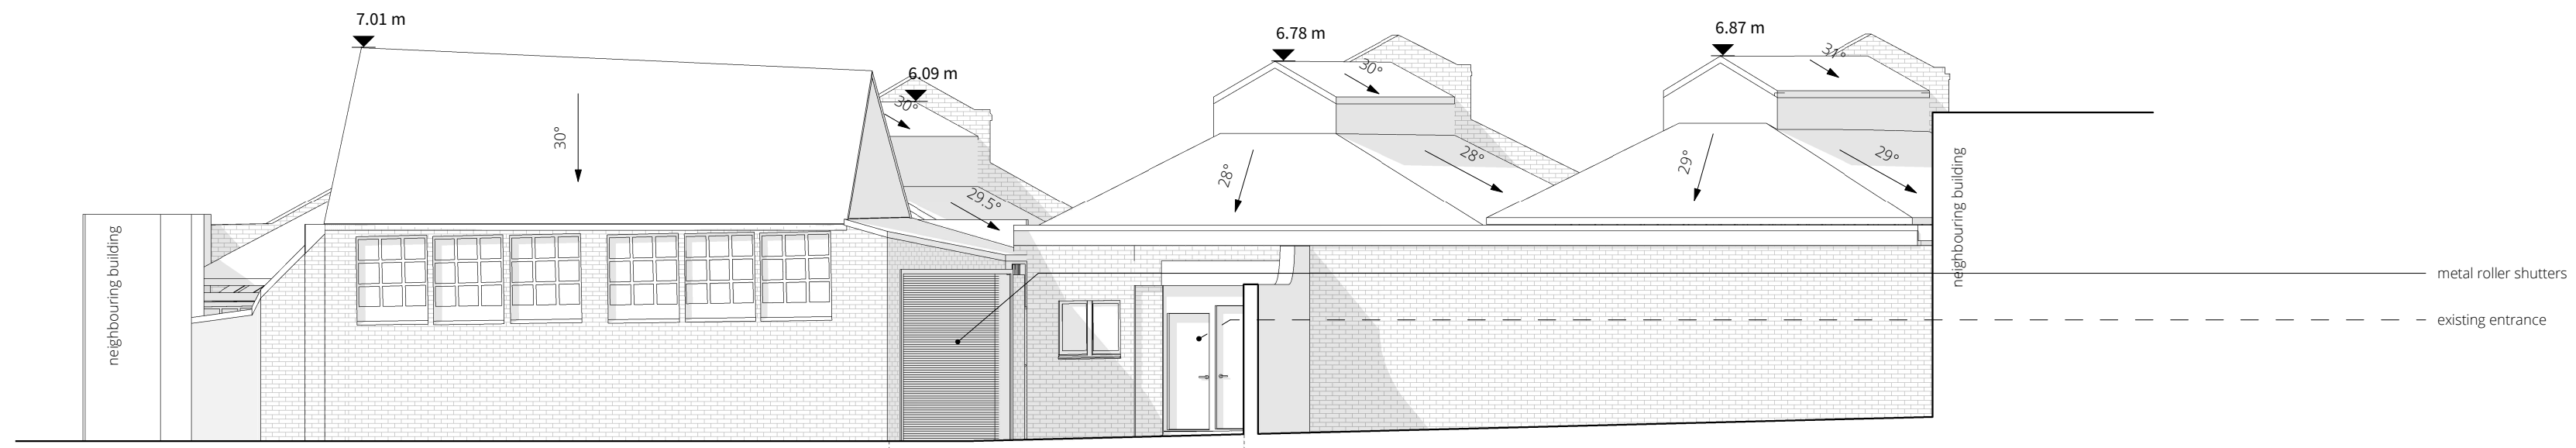 7.01 m
6.09 m
6.78 m
6.87 m
30°
30°
29.5°
30°
28°
28°
31°
29°
29°
neighbouring building
neighbouring building
metal roller shutters
existing entrance